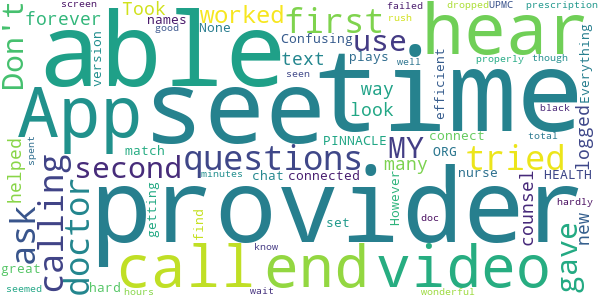 screen Took names None first failed rush dropped UPMC prescription
Don't forever able worked Confusing use hear good
version text plays well efficient properly though Everything
App see time way look seen
black total
spent match second questions PINNACLE MY ORG connect tried logged
helped many
calling ask doctor getting minutes chat connected nurse HEALTH
provider However counsel new
find set doc hardly
great call end video gave
seemed hard hours know wait wonderful